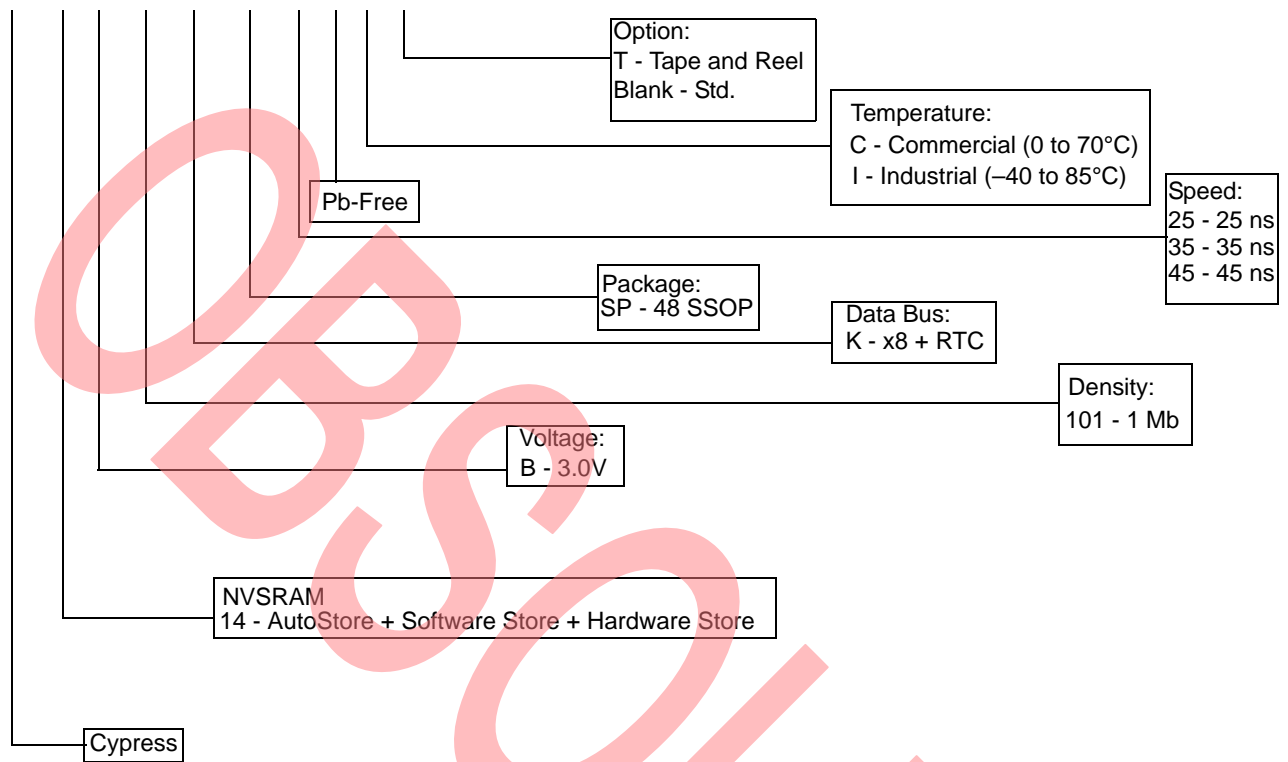 Option:
T - Tape and Reel
Blank - Std.
Temperature:
C - Commercial (0 to 70°C)
I - Industrial (–40 to 85°C)
Pb-Free
Speed:
25 - 25 ns
35 - 35 ns
45 - 45 ns
Package:
SP - 48 SSOP
Data Bus:
K - x8 + RTC
Density:
101 - 1 Mb
Voltage:
B - 3.0V
NVSRAM
14 - AutoStore + Software Store + Hardware Store
Cypress
OBSOL